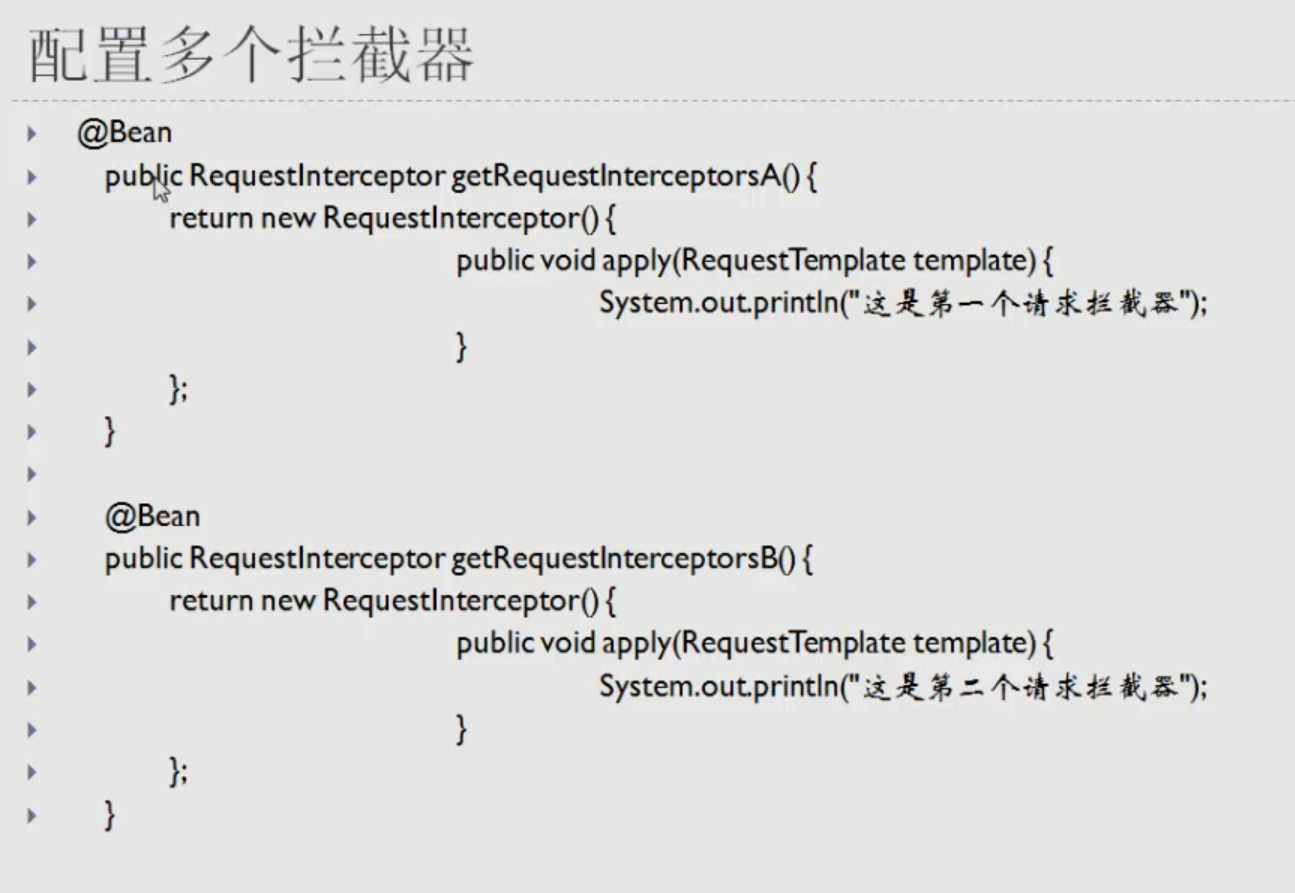 配置多个拦截器
@Bean
public RequestInterceptor getRequestInterceptorsA() {
return new RequestInterceptor() {
public void apply(RequestTemplate template) {
System.out.println("这是第一个请求拦截器");
}
};
}
@Bean
public RequestInterceptor getRequestInterceptorsB() {
return new RequestInterceptor() {
public void apply(RequestTemplate template) {
System.out.println("这是第二个请求拦截器");
}
};
}